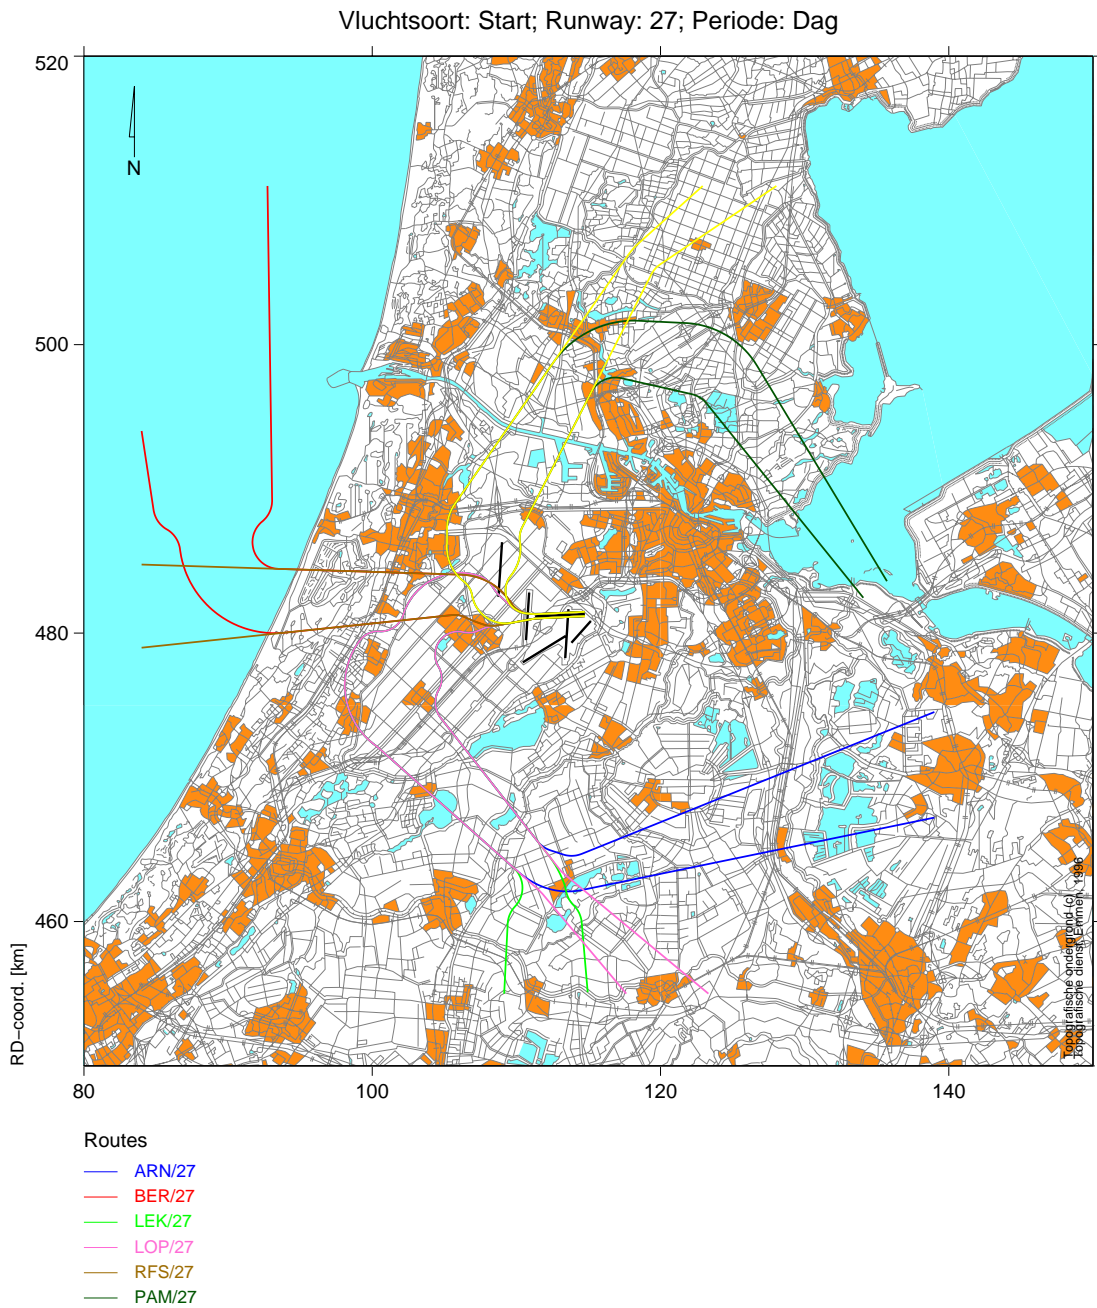 Vluchtsoort: Start; Runway: 27; Periode: Dag
520
N
500
480
460
RD-coord. [km]
Topografische ondergrond (c)
Topografische dienst, Emmen, 1996
80
100
120
140
Routes
ARN/27
BER/27
LEK/27
LOP/27
RFS/27
PAM/27